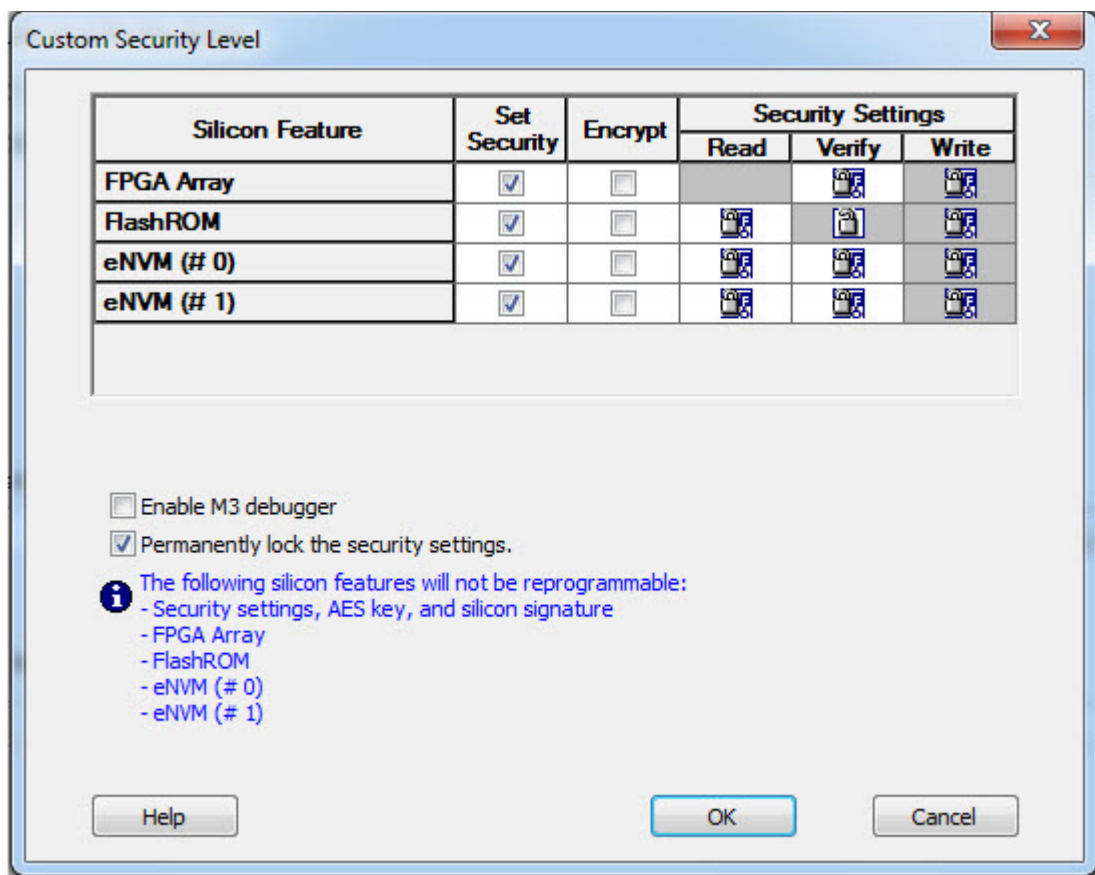 Custom Security Level
Silicon Feature
Set Security
Encrypt
Security Settings
Read
Verify
Write
FPGA Array
FlashROM
eNVM (# 0)
eNVM (# 1)
Enable M3 debugger
Permanently lock the security settings.
The following silicon features will not be reprogrammable:
- Security settings, AES key, and silicon signature
- FPGA Array
- FlashROM
- eNVM (# 0)
- eNVM (# 1)
Help
OK
Cancel